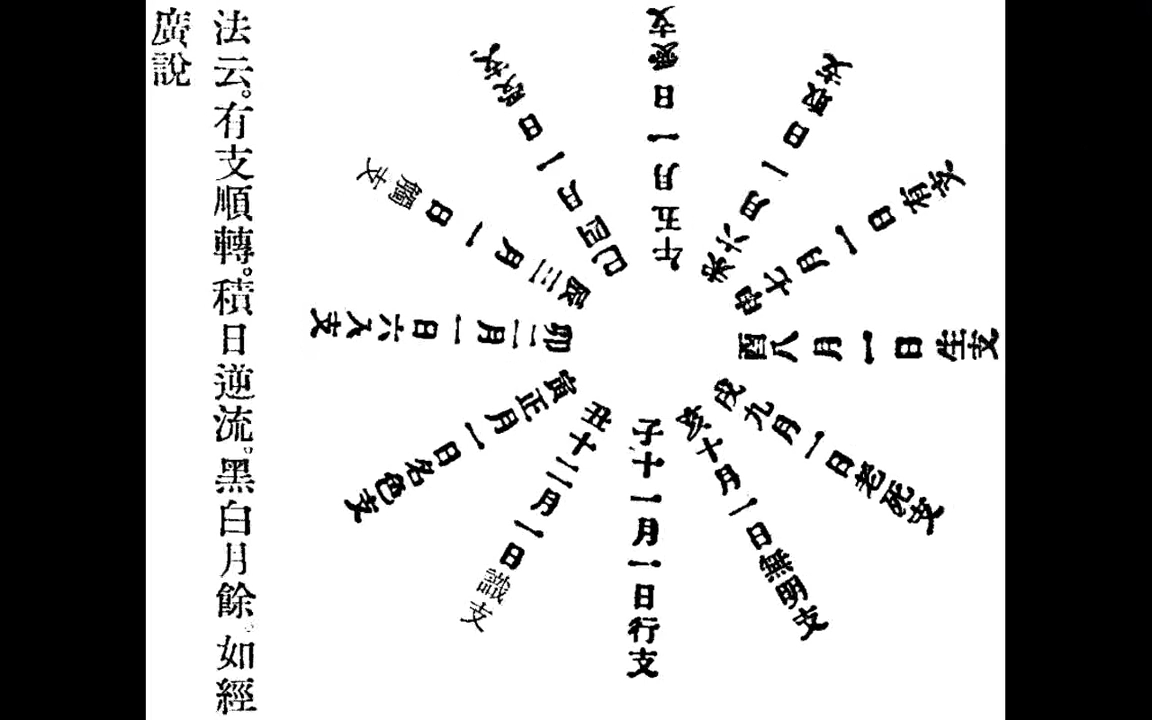 法云。有支順轉。積日逆流。黑白月餘。如經
廣說
子十一月一日行支
丑十二月一日識支
寅正月一日名色支
卯二月一日六入支
辰三月一日觸支
巳四月一日取支
午五月一日愛支
未六月一日取支
申七月一日有支
酉八月一日生支
戌九月一日老死支
亥十月一日無明支